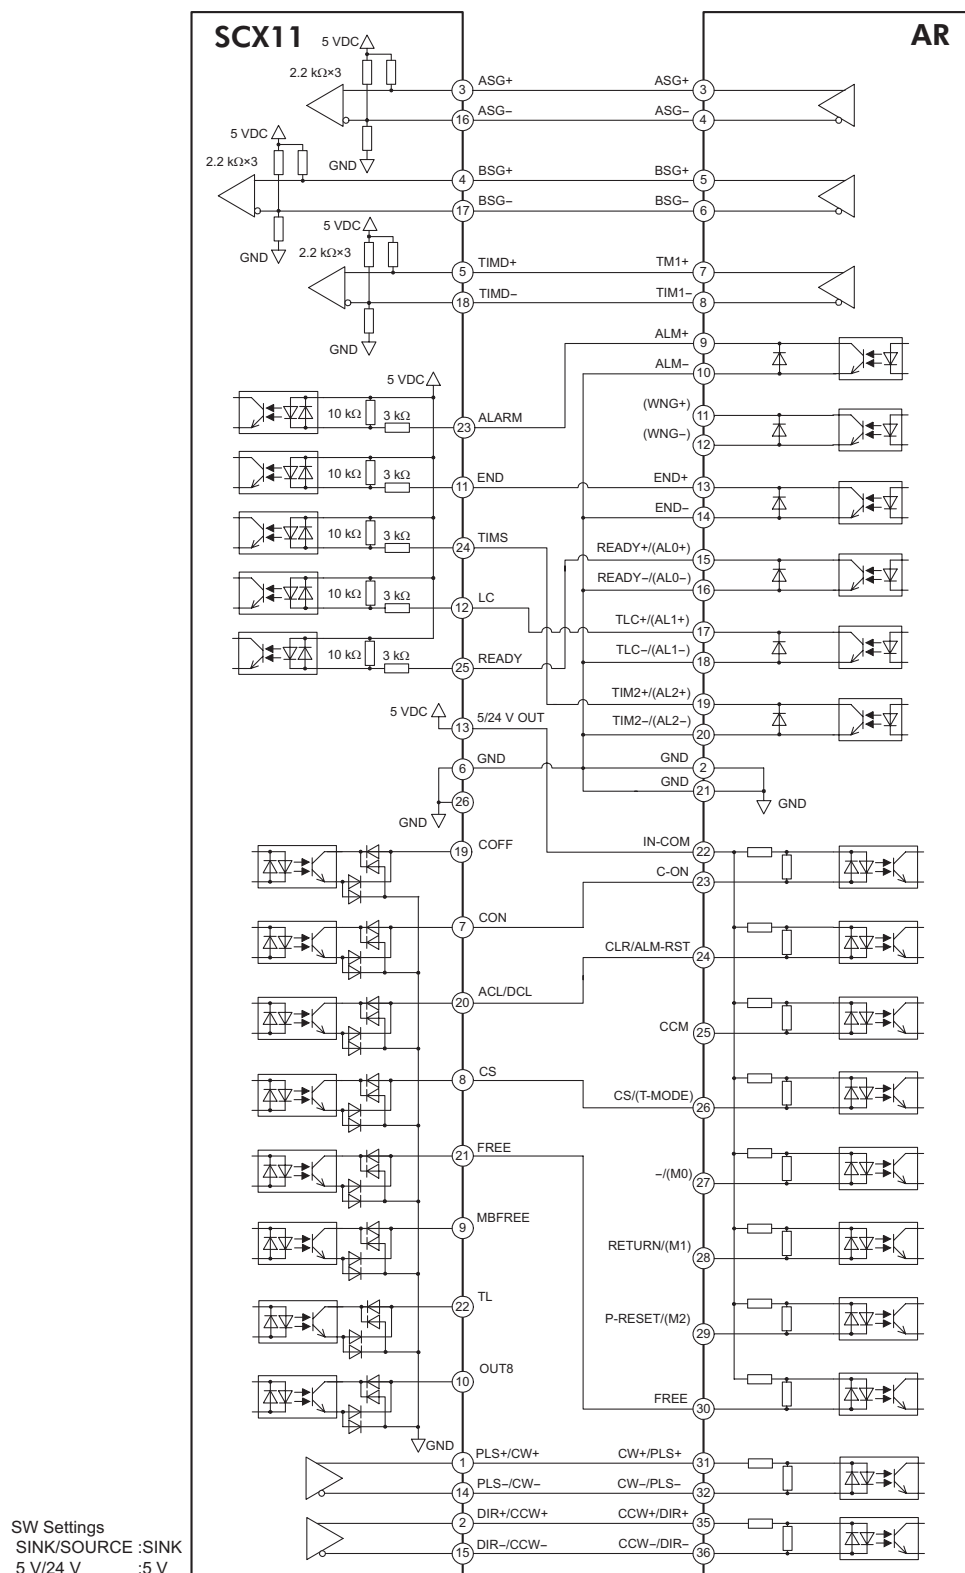 SCX11
AR
5 VDC
2.2 kΩ×3
3 ASG+ ASG+ 3
16 ASG− ASG− 4
GND
5 VDC
2.2 kΩ×3
4 BSG+ BSG+ 5
17 BSG− BSG− 6
GND
5 VDC
2.2 kΩ×3
5 TIMD+ TM1+ 7
18 TIMD− TIM1− 8
GND
ALM+ 9
ALM− 10
5 VDC
(WNG+) 11
10 kΩ 3 kΩ 23 ALARM
(WNG−) 12
10 kΩ 3 kΩ 11 END END+ 13
END− 14
10 kΩ 3 kΩ 24 TIMS
READY+/(AL0+) 15
READY−/(AL0−) 16
10 kΩ 3 kΩ 12 LC
TLC+/(AL1+) 17
TLC−/(AL1−) 18
10 kΩ 3 kΩ 25 READY
TIM2+/(AL2+) 19
5 VDC 13 5/24 V OUT
TIM2−/(AL2−) 20
6 GND GND 2
GND 21
26
GND
GND
19 COFF IN-COM 22
C-ON 23
7 CON
CLR/ALM-RST 24
20 ACL/DCL
CCM 25
8 CS
CS/(T-MODE) 26
21 FREE
−/(M0) 27
9 MBFREE
RETURN/(M1) 28
22 TL
P-RESET/(M2) 29
10 OUT8
FREE 30
GND
1 PLS+/CW+ CW+/PLS+ 31
14 PLS−/CW− CW−/PLS− 32
2 DIR+/CCW+ CCW+/DIR+ 35
15 DIR−/CCW− CCW−/DIR− 36
SW Settings
SINK/SOURCE :SINK
5 V/24 V :5 V